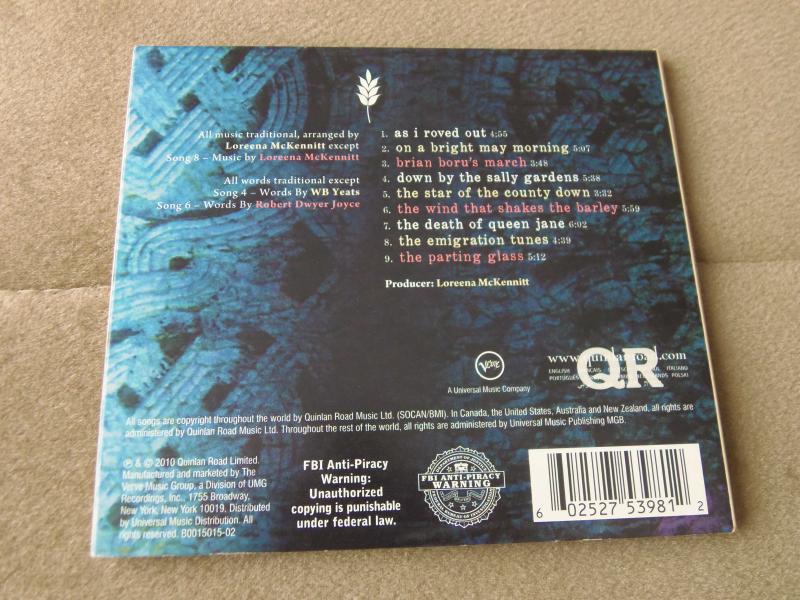 All music traditional, arranged by
Loreena McKennitt except
Song 8 – Music by Loreena McKennitt
All words traditional except
Song 4 – Words By WB Yeats
Song 6 – Words By Robert Dwyer Joyce
1. as i roved out 4:55
2. on a bright may morning 5:07
3. brian boru's march 3:48
4. down by the sally gardens 5:38
5. the star of the county down 3:32
6. the wind that shakes the barley 5:59
7. the death of queen jane 6:02
8. the emigration tunes 4:39
9. the parting glass 5:12
Producer: Loreena McKennitt
Verve
A Universal Music Company
QR
ENGLISH
ITALIANO
POLSKI
All songs are copyright throughout the world by Quinlan Road Music Ltd. (SOCAN/BMI). In Canada, the United States, Australia and New Zealand, all rights are
administered by Quinlan Road Music Ltd. Throughout the rest of the world, all rights are administered by Universal Music Publishing MGB.
℗ & © 2010 Quinlan Road Limited.
Manufactured and marketed by The
Verve Music Group, a Division of UMG
Recordings, Inc., 1755 Broadway,
New York, New York 10019. Distributed
by Universal Music Distribution. All
rights reserved. B0015015-02
FBI Anti-Piracy
Warning:
Unauthorized
copying is punishable
under federal law.
FBI ANTI-PIRACY
WARNING
6 02527 53981 2